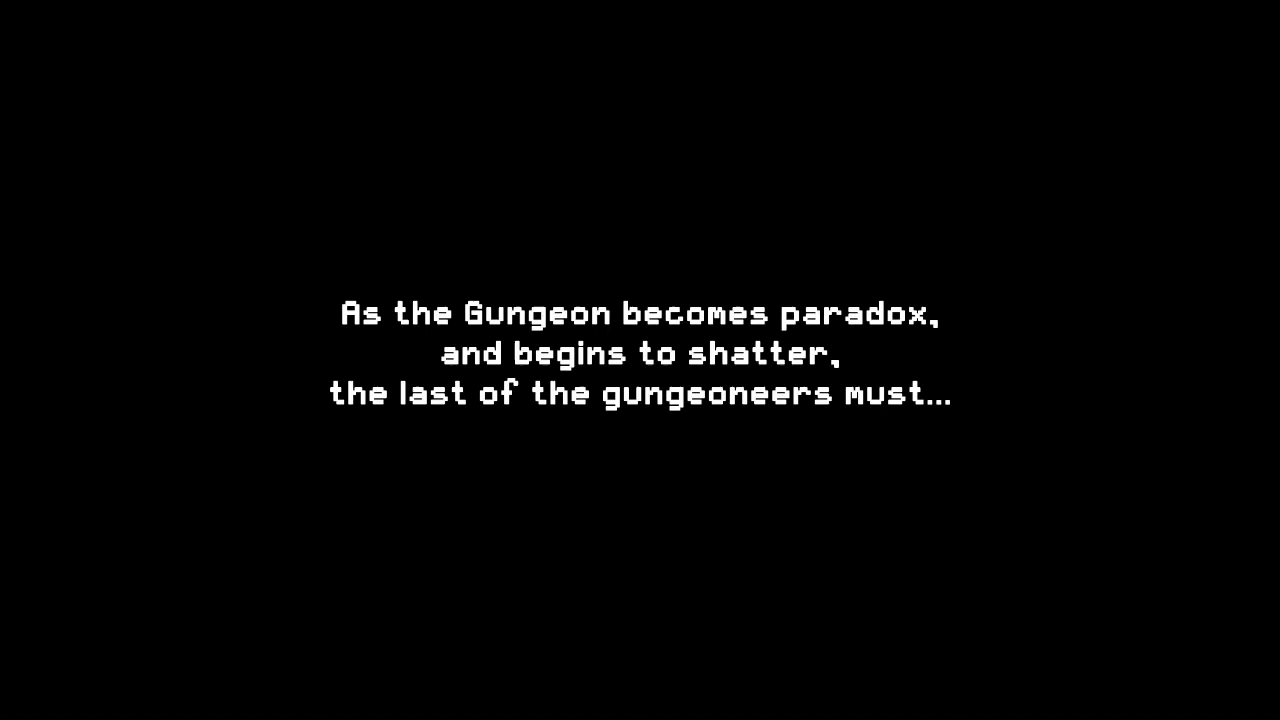 As the Gungeon becomes paradox,
and begins to shatter,
the last of the gungeoneers must...